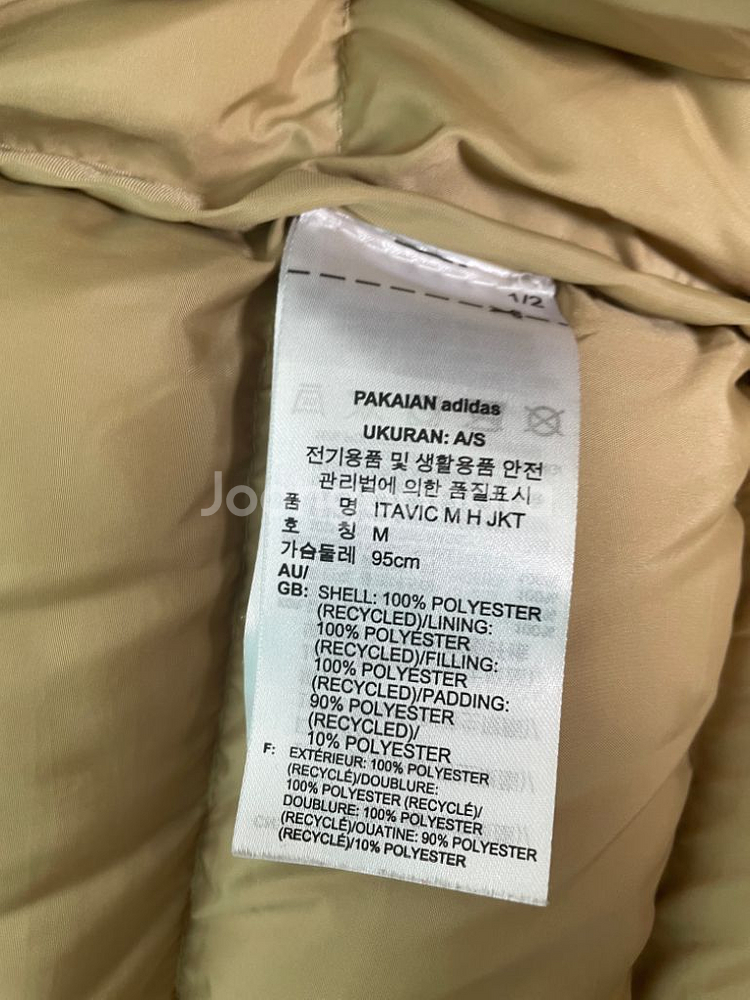 1/2
PAKAIAN adidas
UKURAN: A/S
전기용품 및 생활용품 안전
관리법에 의한 품질표시
품 명 ITAVIC M H JKT
호 칭 M
가슴둘레 95cm
AU/
GB: SHELL: 100% POLYESTER
(RECYCLED)/LINING:
100% POLYESTER
(RECYCLED)/FILLING:
100% POLYESTER
(RECYCLED)/PADDING:
90% POLYESTER
(RECYCLED)/
10% POLYESTER
F: EXTÉRIEUR: 100% POLYESTER
(RECYCLÉ)/DOUBLURE:
100% POLYESTER (RECYCLÉ)/
DOUBLURE: 100% POLYESTER
(RECYCLÉ)/OUATINE: 90% POLYESTER
(RECYCLÉ)/10% POLYESTER